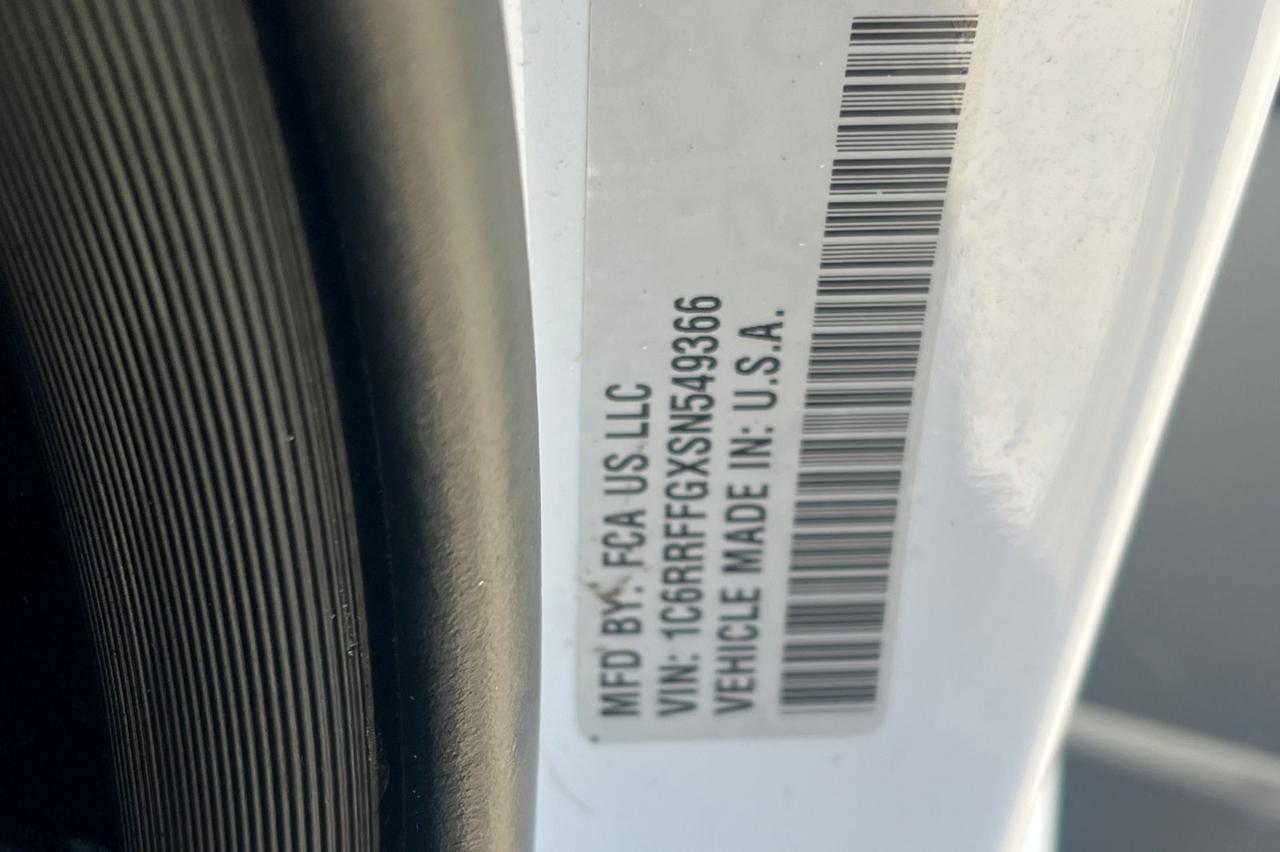 MFD BY: FCA US LLC
VIN: 1C6RRFFGXSN549366
VEHICLE MADE IN: U.S.A.